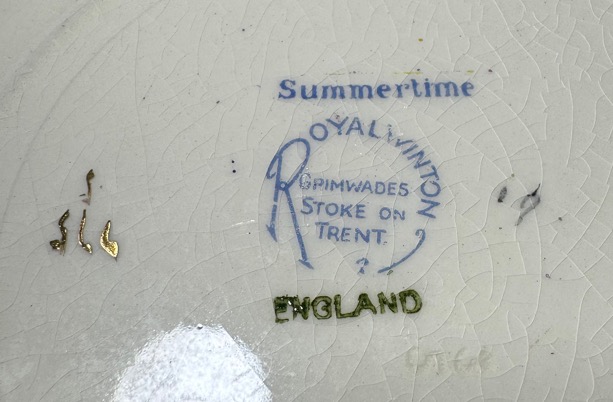 Summertime
ROYAL WINTON
GRIMWADES
STOKE ON
TRENT
ENGLAND